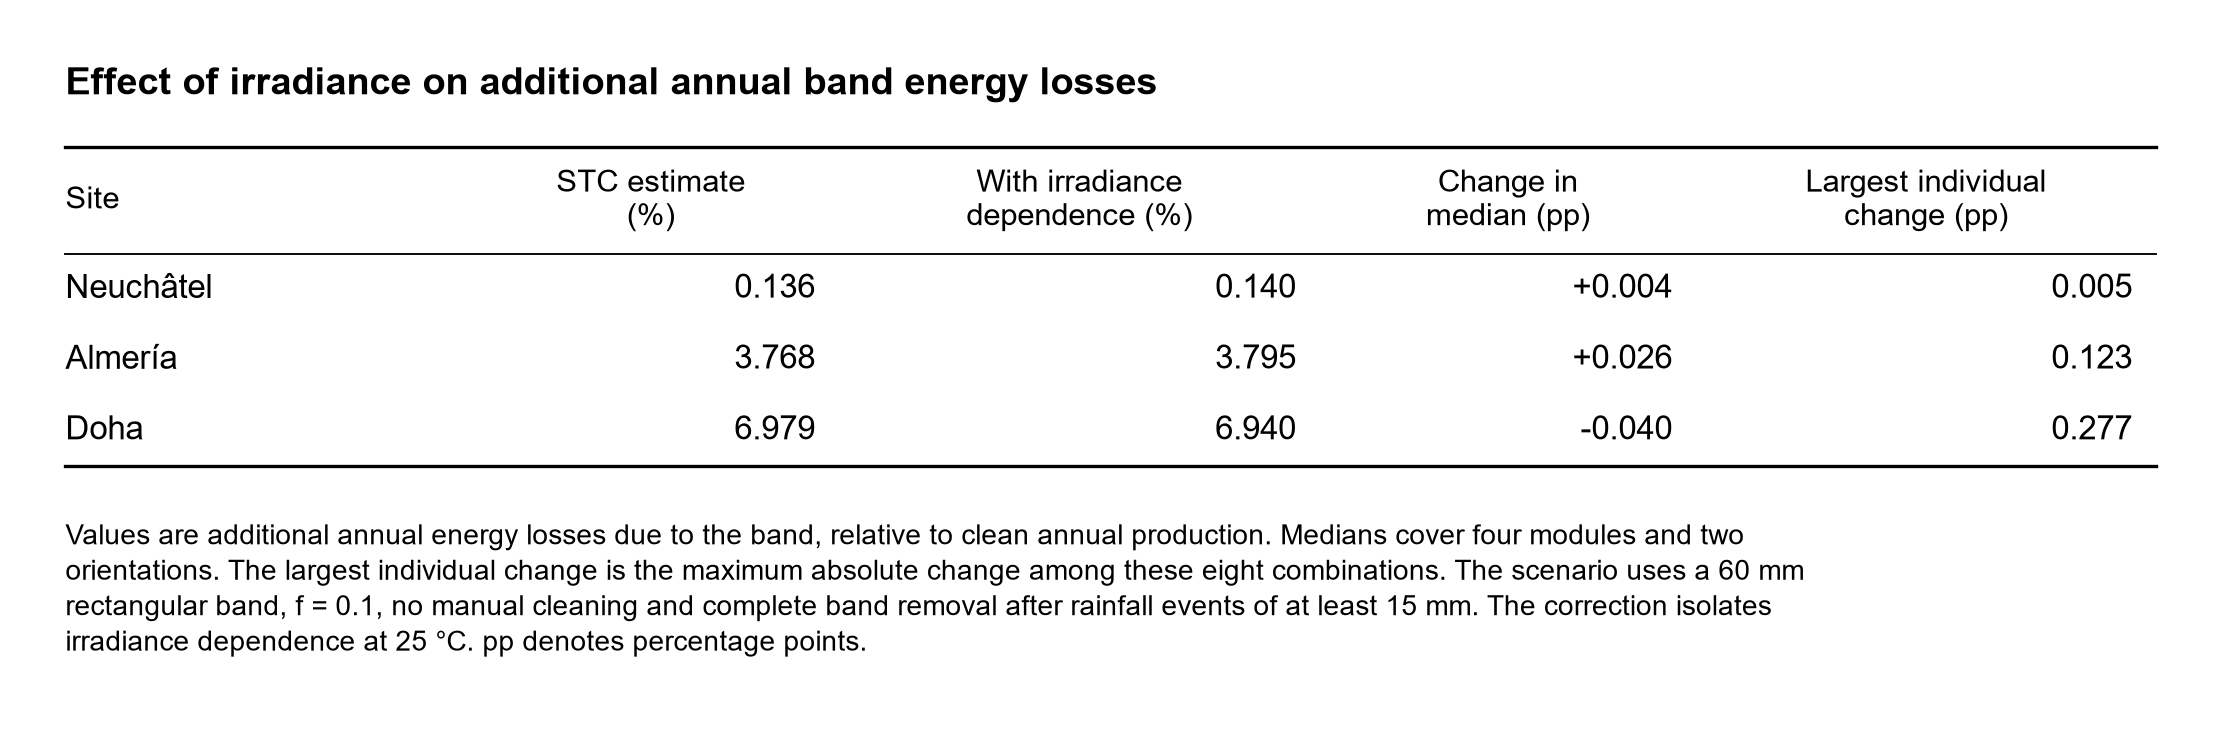 Effect of irradiance on additional annual band energy losses
Site STC estimate (%) With irradiance dependence (%) Change in median (pp) Largest individual change (pp)
Neuchâtel 0.136 0.140 +0.004 0.005
Almería 3.768 3.795 +0.026 0.123
Doha 6.979 6.940 -0.040 0.277
Values are additional annual energy losses due to the band, relative to clean annual production. Medians cover four modules and two
orientations. The largest individual change is the maximum absolute change among these eight combinations. The scenario uses a 60 mm
rectangular band, f = 0.1, no manual cleaning and complete band removal after rainfall events of at least 15 mm. The correction isolates
irradiance dependence at 25 °C. pp denotes percentage points.